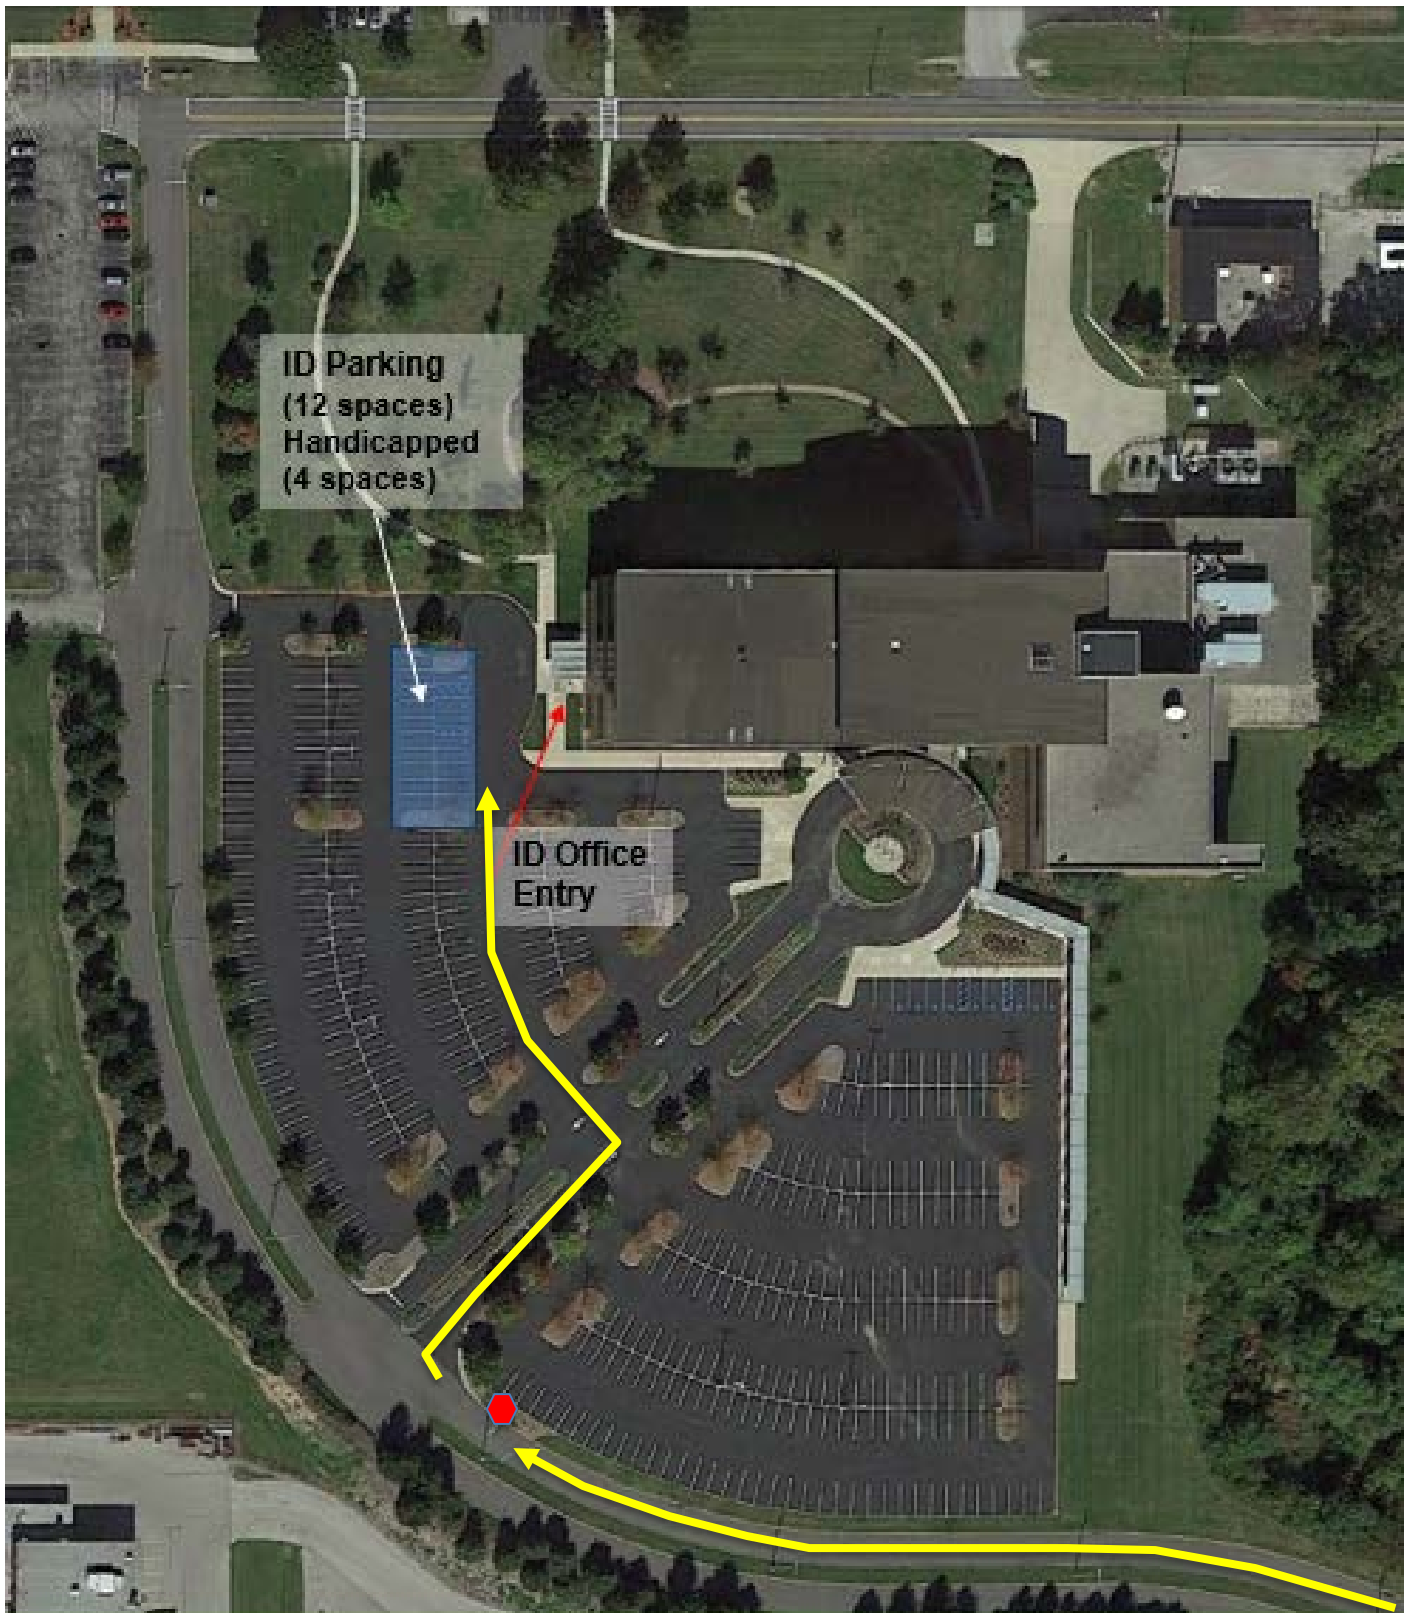 ID Parking
(12 spaces)
Handicapped
(4 spaces)
ID Office
Entry